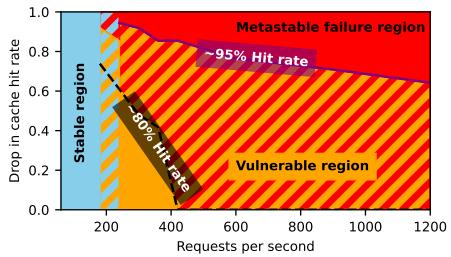 Drop in cache hit rate
1.0
0.8
0.6
0.4
0.2
0.0
Stable region
Metastable failure region
~95% Hit rate
~80% Hit rate
Vulnerable region
200
400
600
800
1000
1200
Requests per second